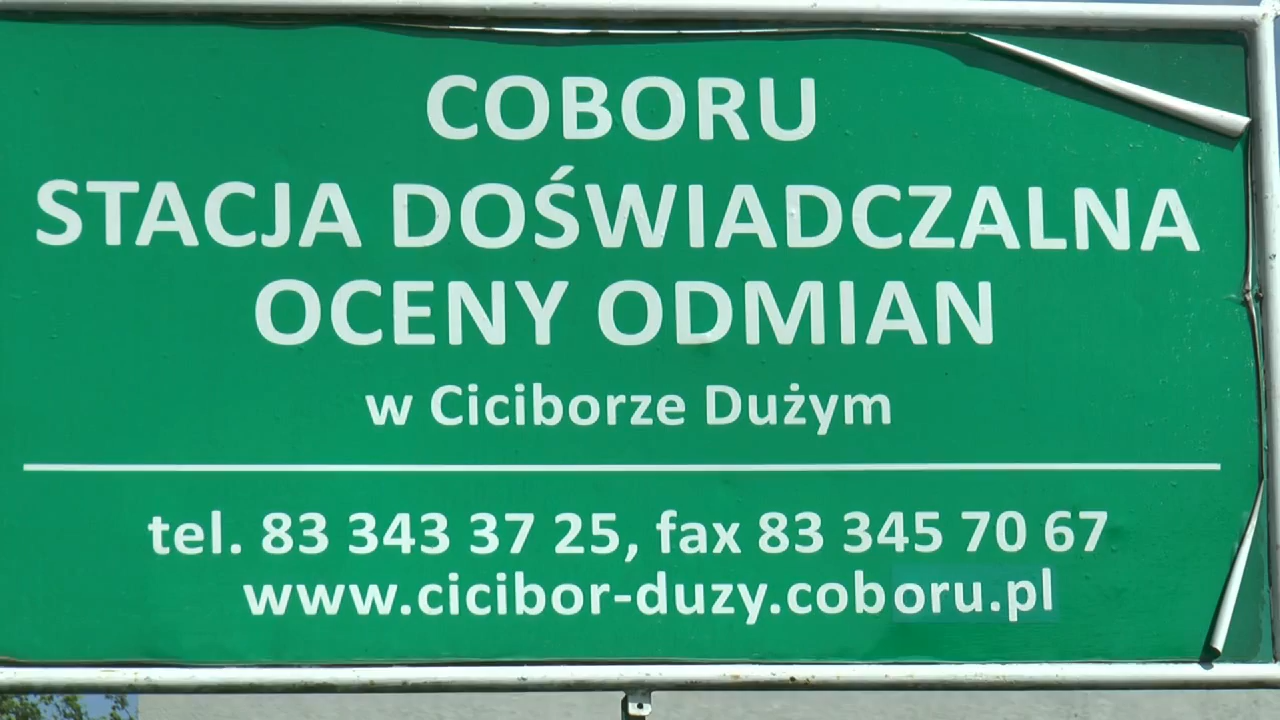 COBORU
STACJA DOŚWIADCZALNA
OCENY ODMIAN
w Ciciborze Dużym
tel. 83 343 37 25, fax 83 345 70 67
www.cicibor-duzy.coboru.pl